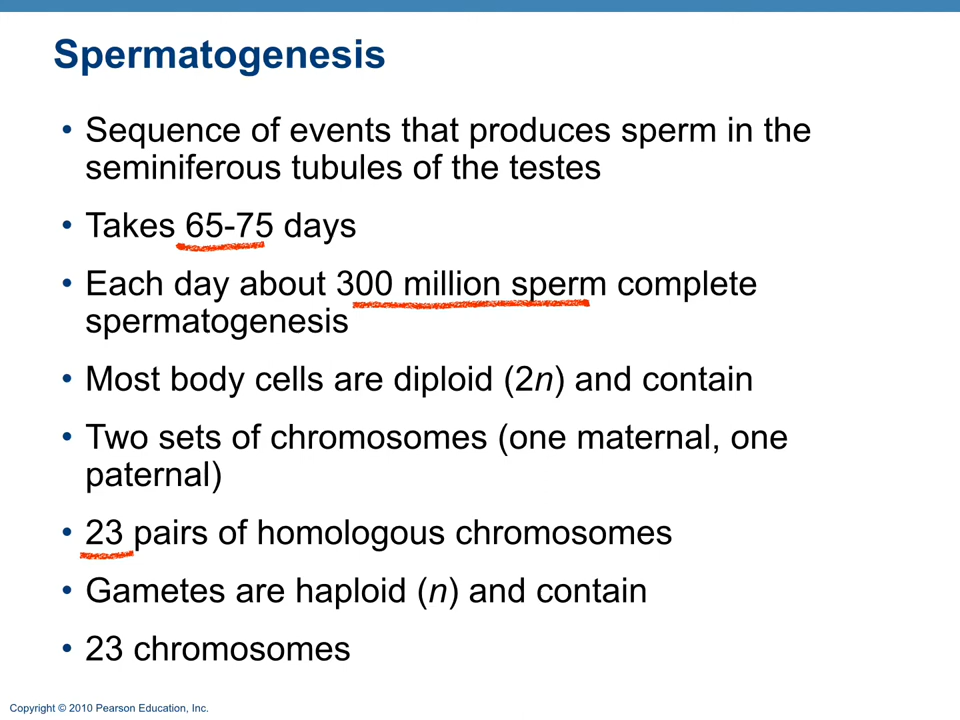 Spermatogenesis
• Sequence of events that produces sperm in the
seminiferous tubules of the testes
• Takes 65-75 days
• Each day about 300 million sperm complete
spermatogenesis
• Most body cells are diploid (2n) and contain
• Two sets of chromosomes (one maternal, one
paternal)
• 23 pairs of homologous chromosomes
• Gametes are haploid (n) and contain
• 23 chromosomes
Copyright © 2010 Pearson Education, Inc.